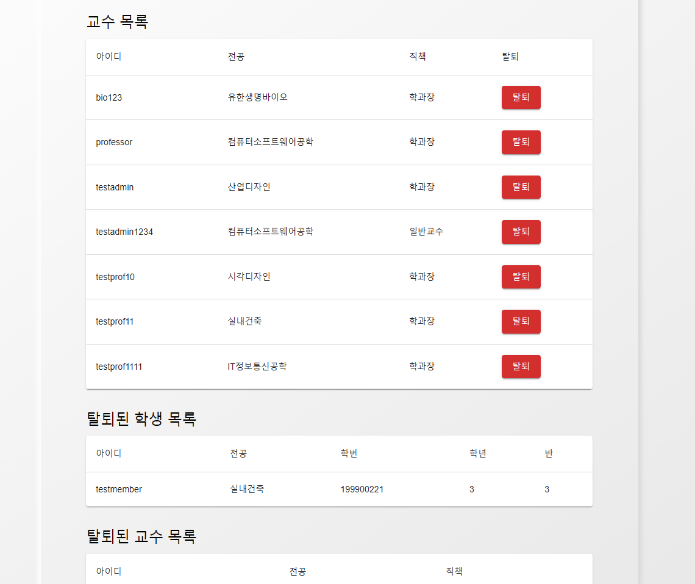 교수 목록
아이디 전공 직책 탈퇴
bio123 유한생명바이오 학과장 탈퇴
professor 컴퓨터소프트웨어공학 학과장 탈퇴
testadmin 산업디자인 학과장 탈퇴
testadmin1234 컴퓨터소프트웨어공학 일반교수 탈퇴
testprof10 시각디자인 학과장 탈퇴
testprof11 실내건축 학과장 탈퇴
testprof1111 IT정보통신공학 학과장 탈퇴
탈퇴된 학생 목록
아이디 전공 학번 학년 반
testmember 실내건축 199900221 3 3
탈퇴된 교수 목록
아이디 전공 직책